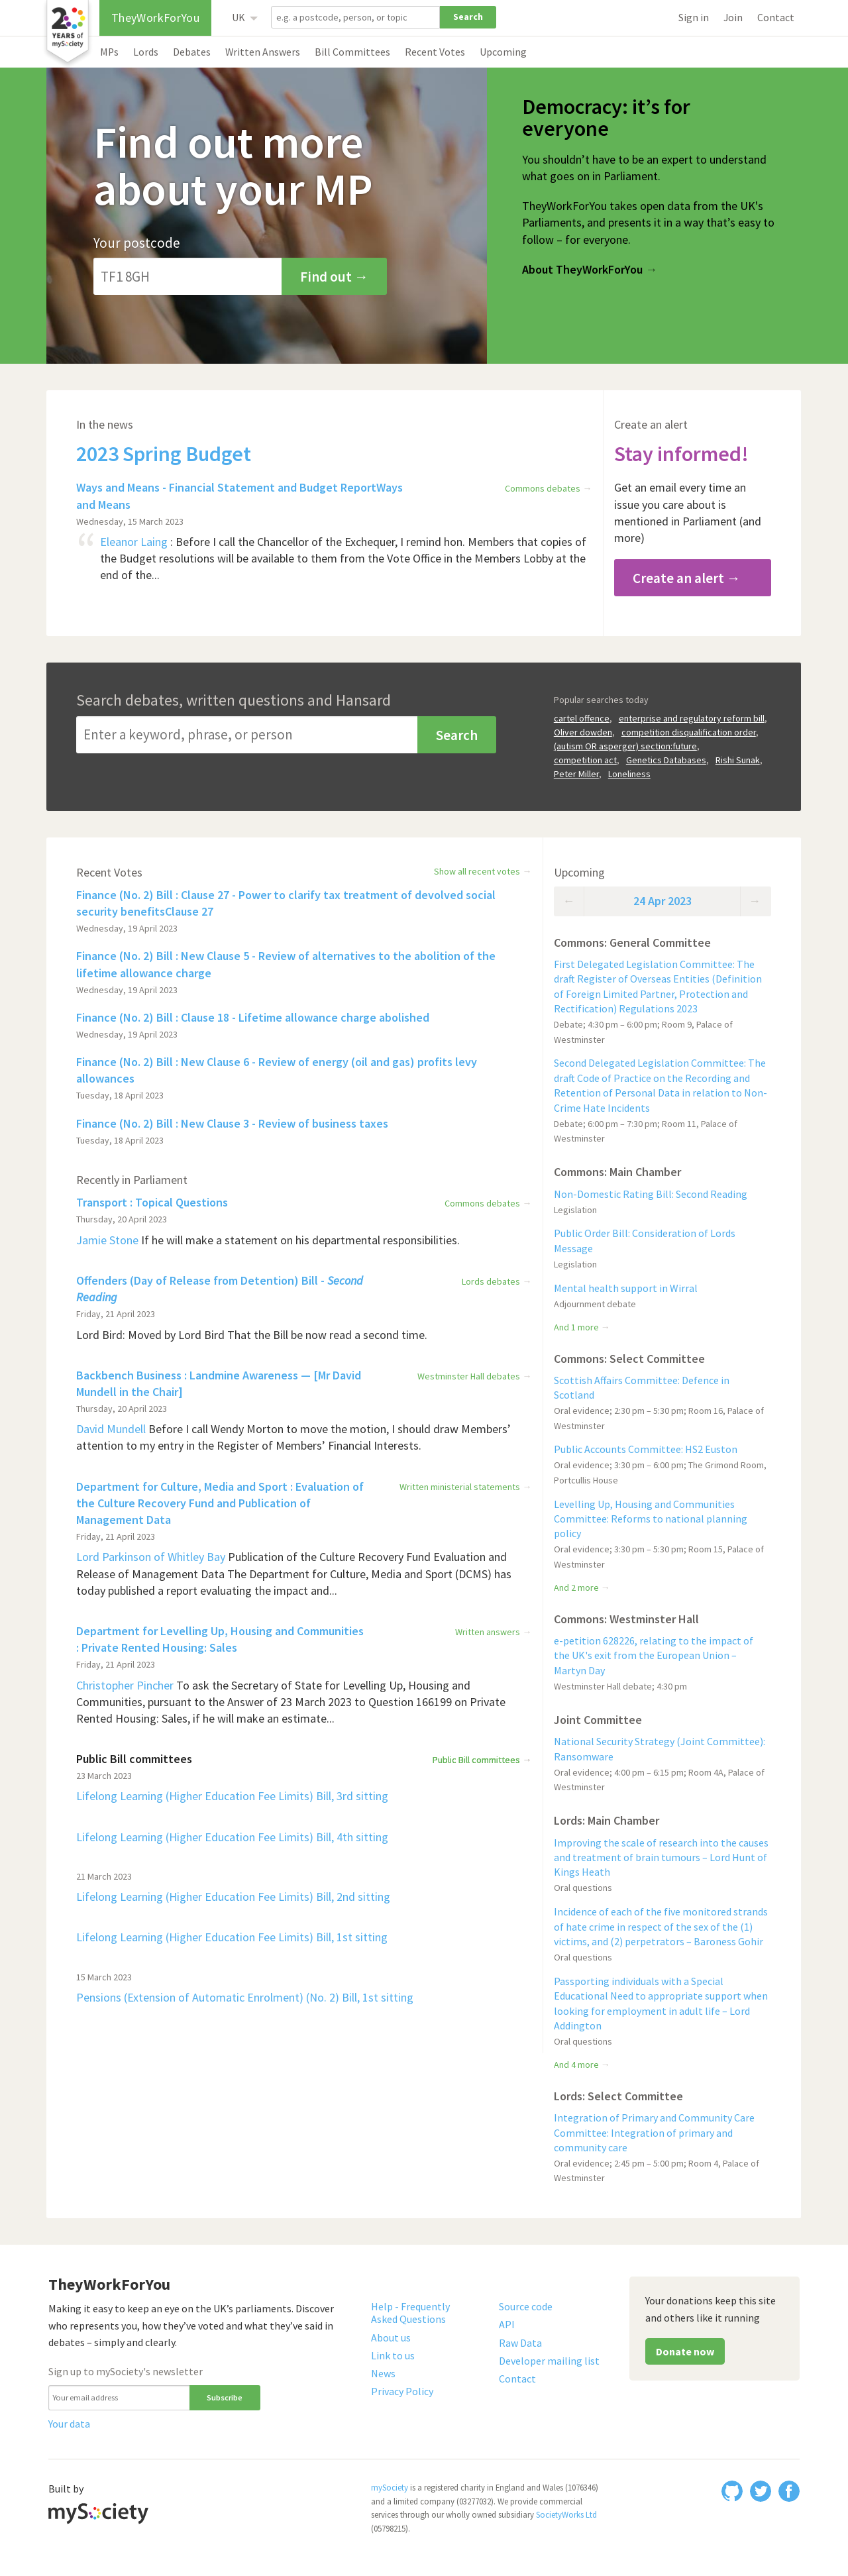 20
YEARS of
mySociety
TheyWorkForYou
UK
e.g. a postcode, person, or topic
Search
Sign in
Join
Contact
MPs
Lords
Debates
Written Answers
Bill Committees
Recent Votes
Upcoming
Find out more
about your MP
Your postcode
TF1 8GH
Find out →
Democracy: it’s for
everyone
You shouldn’t have to be an expert to understand
what goes on in Parliament.
TheyWorkForYou takes open data from the UK's
Parliaments, and presents it in a way that’s easy to
follow – for everyone.
About TheyWorkForYou →
In the news
2023 Spring Budget
Ways and Means - Financial Statement and Budget ReportWays
and Means
Commons debates →
Wednesday, 15 March 2023
“ Eleanor Laing : Before I call the Chancellor of the Exchequer, I remind hon. Members that copies of
the Budget resolutions will be available to them from the Vote Office in the Members Lobby at the
end of the...
Create an alert
Stay informed!
Get an email every time an
issue you care about is
mentioned in Parliament (and
more)
Create an alert →
Search debates, written questions and Hansard
Enter a keyword, phrase, or person
Search
Popular searches today
cartel offence, enterprise and regulatory reform bill,
Oliver dowden, competition disqualification order,
(autism OR asperger) section:future,
competition act, Genetics Databases, Rishi Sunak,
Peter Miller, Loneliness
Recent Votes
Show all recent votes →
Finance (No. 2) Bill : Clause 27 - Power to clarify tax treatment of devolved social
security benefitsClause 27
Wednesday, 19 April 2023
Finance (No. 2) Bill : New Clause 5 - Review of alternatives to the abolition of the
lifetime allowance charge
Wednesday, 19 April 2023
Finance (No. 2) Bill : Clause 18 - Lifetime allowance charge abolished
Wednesday, 19 April 2023
Finance (No. 2) Bill : New Clause 6 - Review of energy (oil and gas) profits levy
allowances
Tuesday, 18 April 2023
Finance (No. 2) Bill : New Clause 3 - Review of business taxes
Tuesday, 18 April 2023
Recently in Parliament
Transport : Topical Questions
Commons debates →
Thursday, 20 April 2023
Jamie Stone If he will make a statement on his departmental responsibilities.
Offenders (Day of Release from Detention) Bill - Second
Reading
Lords debates →
Friday, 21 April 2023
Lord Bird: Moved by Lord Bird That the Bill be now read a second time.
Backbench Business : Landmine Awareness — [Mr David
Mundell in the Chair]
Westminster Hall debates →
Thursday, 20 April 2023
David Mundell Before I call Wendy Morton to move the motion, I should draw Members’
attention to my entry in the Register of Members’ Financial Interests.
Department for Culture, Media and Sport : Evaluation of
the Culture Recovery Fund and Publication of
Management Data
Written ministerial statements →
Friday, 21 April 2023
Lord Parkinson of Whitley Bay Publication of the Culture Recovery Fund Evaluation and
Release of Management Data The Department for Culture, Media and Sport (DCMS) has
today published a report evaluating the impact and...
Department for Levelling Up, Housing and Communities
: Private Rented Housing: Sales
Written answers →
Friday, 21 April 2023
Christopher Pincher To ask the Secretary of State for Levelling Up, Housing and
Communities, pursuant to the Answer of 23 March 2023 to Question 166199 on Private
Rented Housing: Sales, if he will make an estimate...
Public Bill committees
Public Bill committees →
23 March 2023
Lifelong Learning (Higher Education Fee Limits) Bill, 3rd sitting
Lifelong Learning (Higher Education Fee Limits) Bill, 4th sitting
21 March 2023
Lifelong Learning (Higher Education Fee Limits) Bill, 2nd sitting
Lifelong Learning (Higher Education Fee Limits) Bill, 1st sitting
15 March 2023
Pensions (Extension of Automatic Enrolment) (No. 2) Bill, 1st sitting
Upcoming
← 24 Apr 2023 →
Commons: General Committee
First Delegated Legislation Committee: The
draft Register of Overseas Entities (Definition
of Foreign Limited Partner, Protection and
Rectification) Regulations 2023
Debate; 4:30 pm – 6:00 pm; Room 9, Palace of
Westminster
Second Delegated Legislation Committee: The
draft Code of Practice on the Recording and
Retention of Personal Data in relation to Non-
Crime Hate Incidents
Debate; 6:00 pm – 7:30 pm; Room 11, Palace of
Westminster
Commons: Main Chamber
Non-Domestic Rating Bill: Second Reading
Legislation
Public Order Bill: Consideration of Lords
Message
Legislation
Mental health support in Wirral
Adjournment debate
And 1 more →
Commons: Select Committee
Scottish Affairs Committee: Defence in
Scotland
Oral evidence; 2:30 pm – 5:30 pm; Room 16, Palace of
Westminster
Public Accounts Committee: HS2 Euston
Oral evidence; 3:30 pm – 6:00 pm; The Grimond Room,
Portcullis House
Levelling Up, Housing and Communities
Committee: Reforms to national planning
policy
Oral evidence; 3:30 pm – 5:30 pm; Room 15, Palace of
Westminster
And 2 more →
Commons: Westminster Hall
e-petition 628226, relating to the impact of
the UK's exit from the European Union –
Martyn Day
Westminster Hall debate; 4:30 pm
Joint Committee
National Security Strategy (Joint Committee):
Ransomware
Oral evidence; 4:00 pm – 6:15 pm; Room 4A, Palace of
Westminster
Lords: Main Chamber
Improving the scale of research into the causes
and treatment of brain tumours – Lord Hunt of
Kings Heath
Oral questions
Incidence of each of the five monitored strands
of hate crime in respect of the sex of the (1)
victims, and (2) perpetrators – Baroness Gohir
Oral questions
Passporting individuals with a Special
Educational Need to appropriate support when
looking for employment in adult life – Lord
Addington
Oral questions
And 4 more →
Lords: Select Committee
Integration of Primary and Community Care
Committee: Integration of primary and
community care
Oral evidence; 2:45 pm – 5:00 pm; Room 4, Palace of
Westminster
TheyWorkForYou
Making it easy to keep an eye on the UK’s parliaments. Discover
who represents you, how they’ve voted and what they’ve said in
debates – simply and clearly.
Sign up to mySociety's newsletter
Your email address
Subscribe
Your data
Help - Frequently
Asked Questions
About us
Link to us
News
Privacy Policy
Source code
API
Raw Data
Developer mailing list
Contact
Your donations keep this site
and others like it running
Donate now
Built by
mySociety
mySociety is a registered charity in England and Wales (1076346)
and a limited company (03277032). We provide commercial
services through our wholly owned subsidiary SocietyWorks Ltd
(05798215).